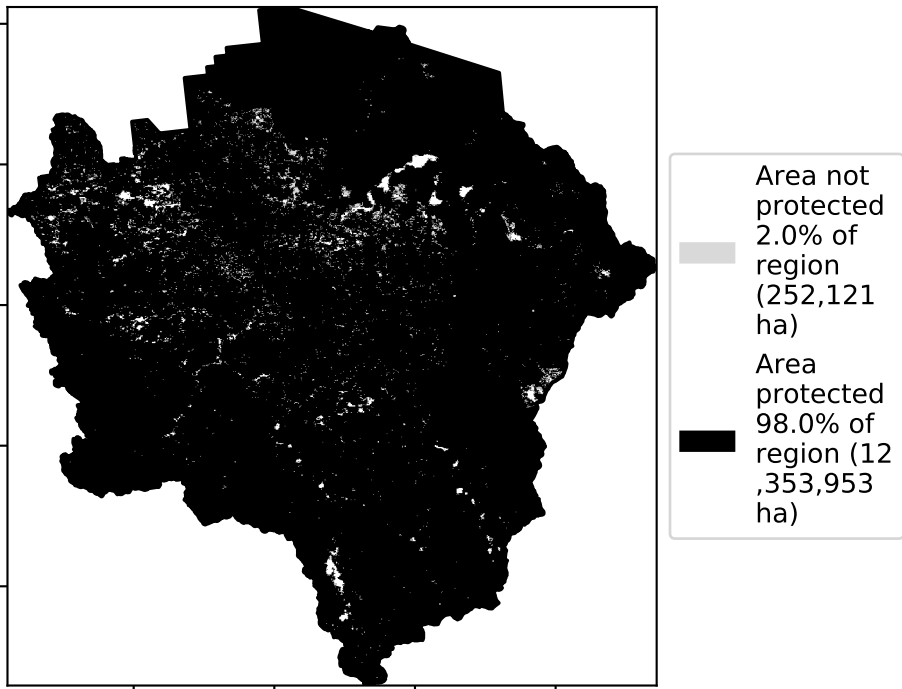 Area not
protected
2.0% of
region
(252,121
ha)
Area
protected
98.0% of
region (12
,353,953
ha)